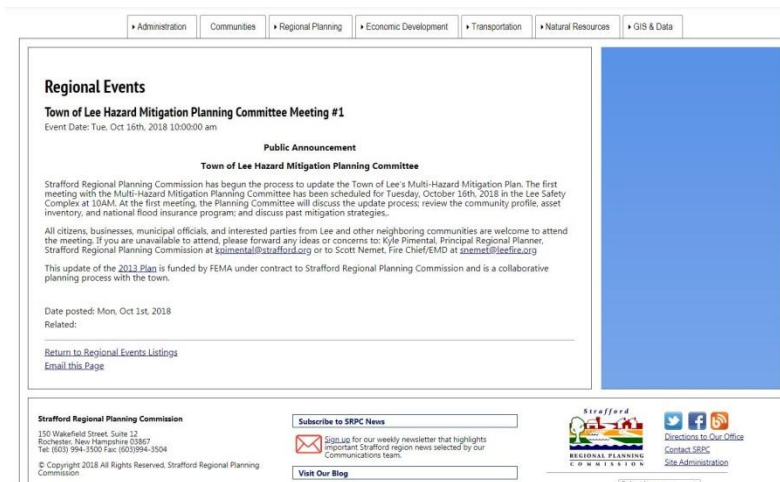 Administration
Communities
Regional Planning
Economic Development
Transportation
Natural Resources
GIS & Data
Regional Events
Town of Lee Hazard Mitigation Planning Committee Meeting #1
Event Date: Tue, Oct 16th, 2018 10:00:00 am
Public Announcement
Town of Lee Hazard Mitigation Planning Committee
Strafford Regional Planning Commission has begun the process to update the Town of Lee's Multi-Hazard Mitigation Plan. The first
meeting with the Multi-Hazard Mitigation Planning Committee has been scheduled for Tuesday, October 16th, 2018 in the Lee Safety
Complex at 10AM. At the first meeting, the Planning Committee will discuss the update process; review the community profile, asset
inventory, and national flood insurance program; and discuss past mitigation strategies,.
All citizens, businesses, municipal officials, and interested parties from Lee and other neighboring communities are welcome to attend
the meeting. If you are unavailable to attend, please forward any ideas or concerns to: Kyle Pimental, Principal Regional Planner,
Strafford Regional Planning Commission at kpimental@strafford.org or to Scott Nemet, Fire Chief/EMD at snemet@leefire.org
This update of the 2013 Plan is funded by FEMA under contract to Strafford Regional Planning Commission and is a collaborative
planning process with the town.
Date posted: Mon, Oct 1st, 2018
Related:
Return to Regional Events Listings
Email this Page
Strafford Regional Planning Commission
150 Wakefield Street, Suite 12
Rochester, New Hampshire 03867
Tel: (603) 994-3500 Fax: (603)994-3504
© Copyright 2018 All Rights Reserved, Strafford Regional Planning
Commission
Subscribe to SRPC News
Sign up for our weekly newsletter that highlights
important Strafford region news selected by our
Communications team.
Visit Our Blog
Strafford
REGIONAL PLANNING
COMMISSION
Directions to Our Office
Contact SRPC
Site Administration